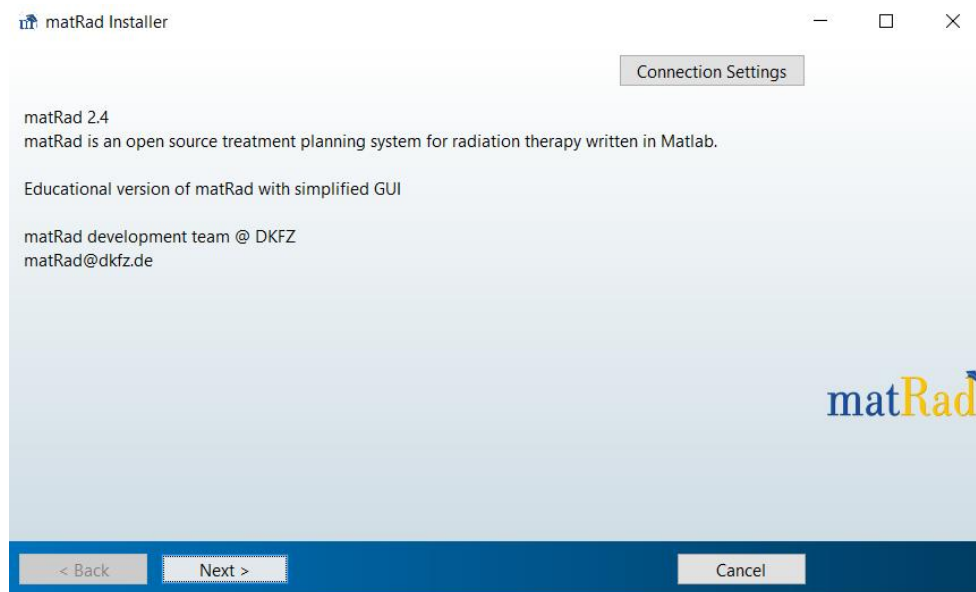 matRad Installer
Connection Settings
matRad 2.4
matRad is an open source treatment planning system for radiation therapy written in Matlab.
Educational version of matRad with simplified GUI
matRad development team @ DKFZ
matRad@dkfz.de
matRad
< Back
Next >
Cancel